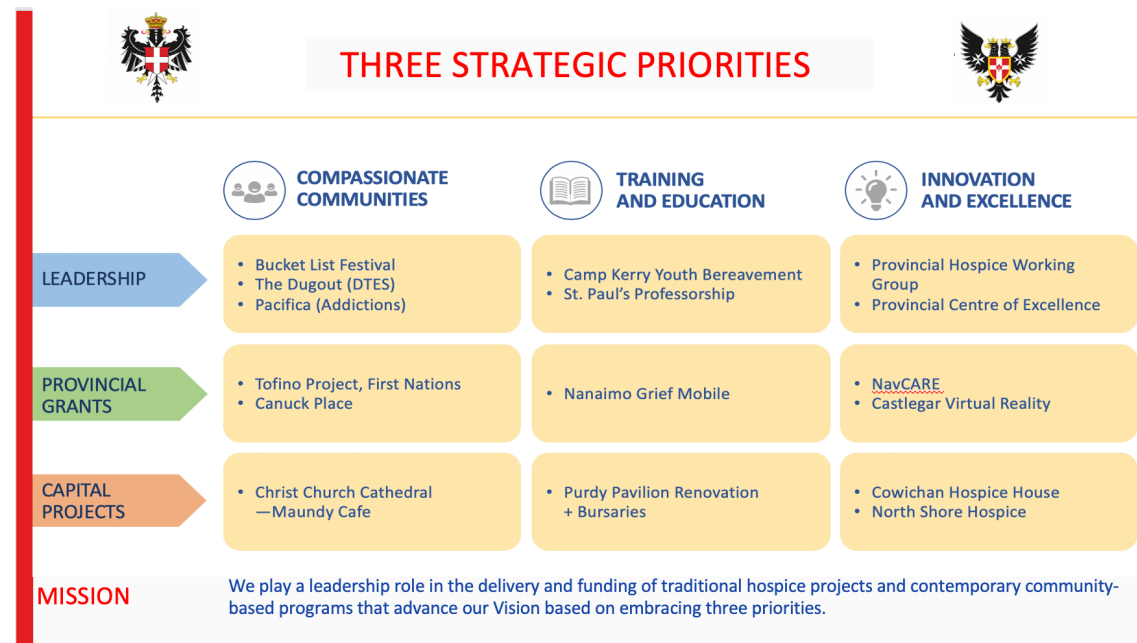 THREE STRATEGIC PRIORITIES
COMPASSIONATE
COMMUNITIES
TRAINING
AND EDUCATION
INNOVATION
AND EXCELLENCE
LEADERSHIP
• Bucket List Festival
• The Dugout (DTES)
• Pacifica (Addictions)
• Camp Kerry Youth Bereavement
• St. Paul's Professorship
• Provincial Hospice Working
Group
• Provincial Centre of Excellence
PROVINCIAL
GRANTS
• Tofino Project, First Nations
• Canuck Place
• Nanaimo Grief Mobile
• NavCARE
• Castlegar Virtual Reality
CAPITAL
PROJECTS
• Christ Church Cathedral
—Maundy Cafe
• Purdy Pavilion Renovation
+ Bursaries
• Cowichan Hospice House
• North Shore Hospice
MISSION
We play a leadership role in the delivery and funding of traditional hospice projects and contemporary community-
based programs that advance our Vision based on embracing three priorities.